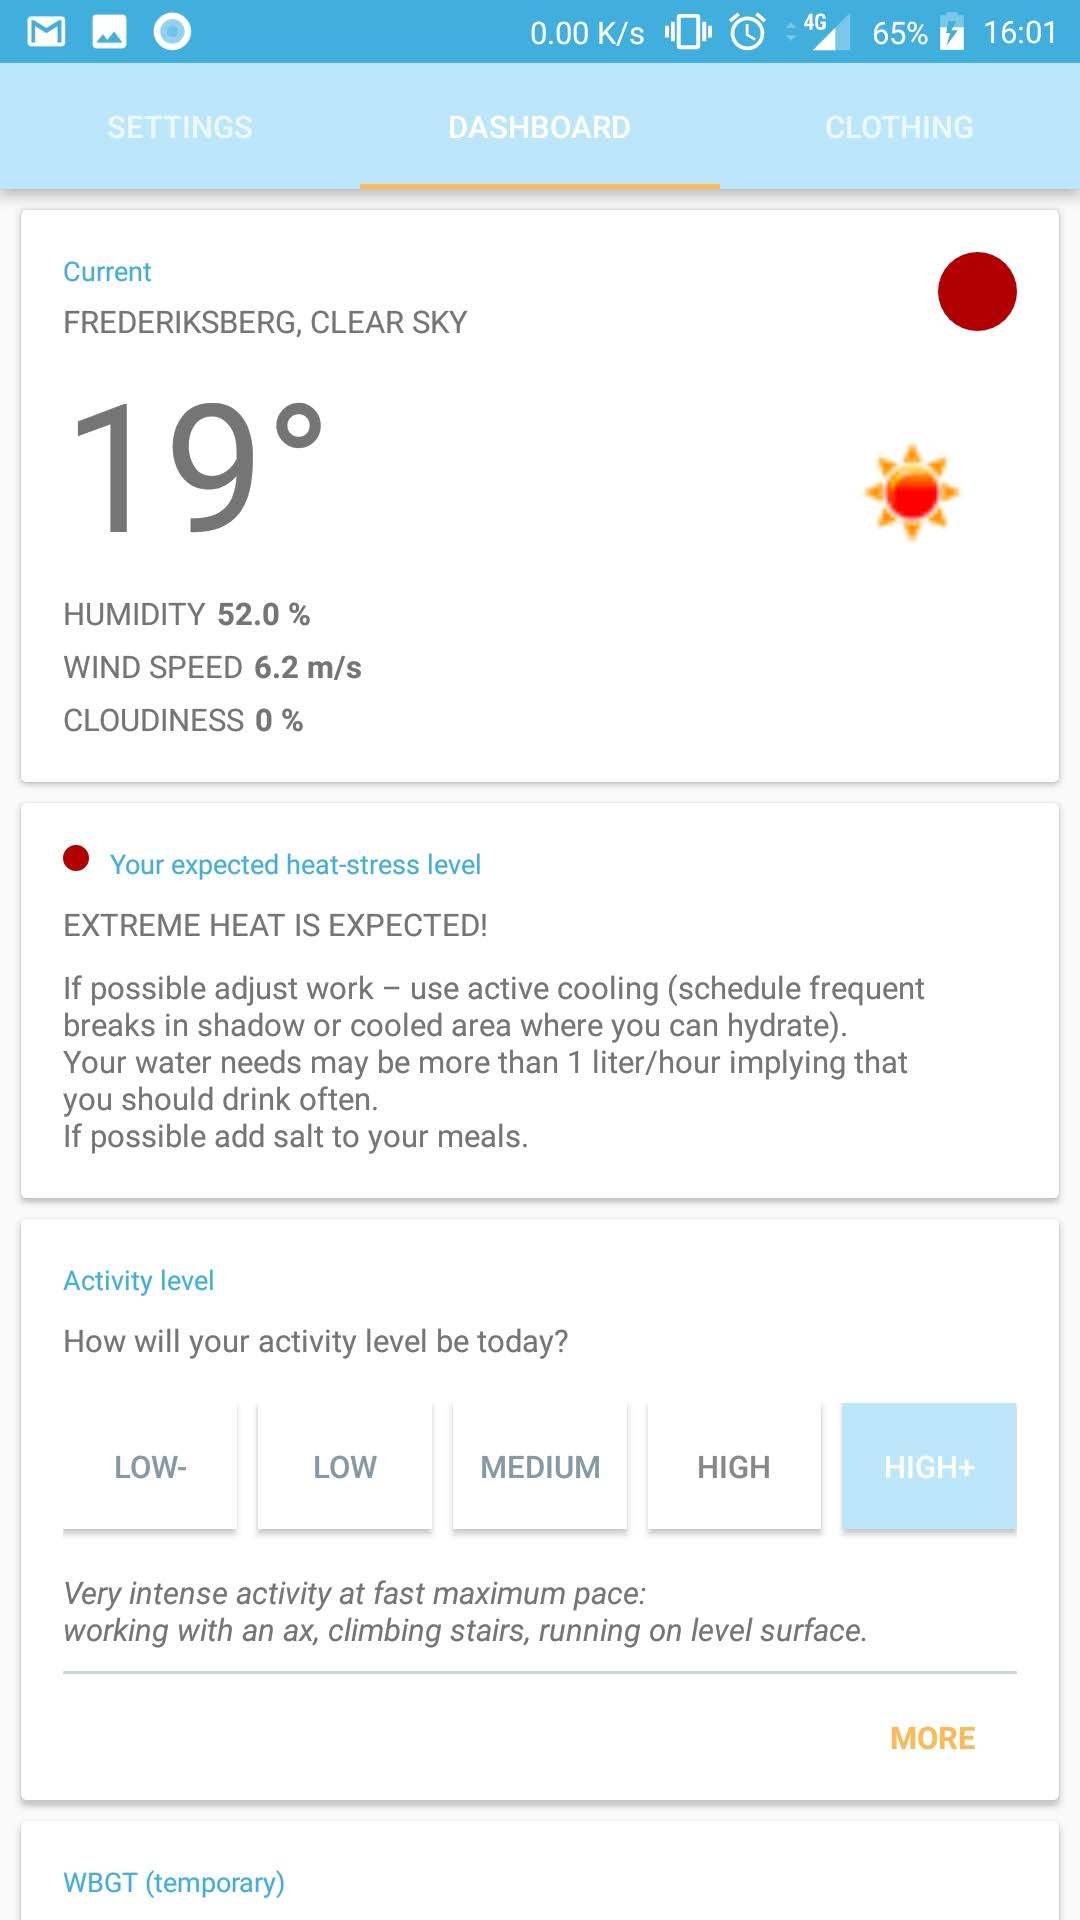 0.00 K/s 4G 65% 16:01
SETTINGS DASHBOARD CLOTHING
Current
FREDERIKSBERG, CLEAR SKY
19°
HUMIDITY 52.0 %
WIND SPEED 6.2 m/s
CLOUDINESS 0 %
Your expected heat-stress level
EXTREME HEAT IS EXPECTED!
If possible adjust work – use active cooling (schedule frequent
breaks in shadow or cooled area where you can hydrate).
Your water needs may be more than 1 liter/hour implying that
you should drink often.
If possible add salt to your meals.
Activity level
How will your activity level be today?
LOW- LOW MEDIUM HIGH HIGH+
Very intense activity at fast maximum pace:
working with an ax, climbing stairs, running on level surface.
MORE
WBGT (temporary)